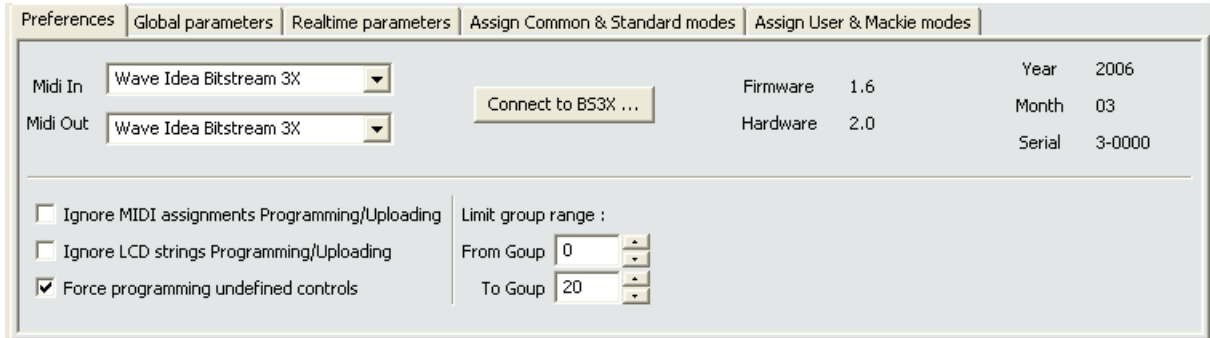 Preferences Global parameters Realtime parameters Assign Common & Standard modes Assign User & Mackie modes
Midi In Wave Idea Bitstream 3X
Midi Out Wave Idea Bitstream 3X
Connect to BS3X ...
Firmware 1.6
Hardware 2.0
Year 2006
Month 03
Serial 3-0000
Ignore MIDI assignments Programming/Uploading
Ignore LCD strings Programming/Uploading
Force programming undefined controls
Limit group range :
From Goup 0
To Goup 20